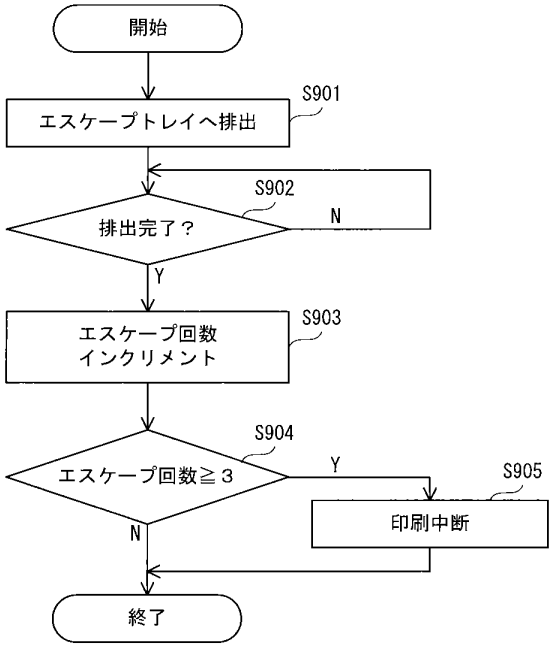 開始
S901
エスケープトレイへ排出
S902
排出完了？
N
Y
S903
エスケープ回数
インクリメント
S904
エスケープ回数≧３
Y
S905
印刷中断
N
終了